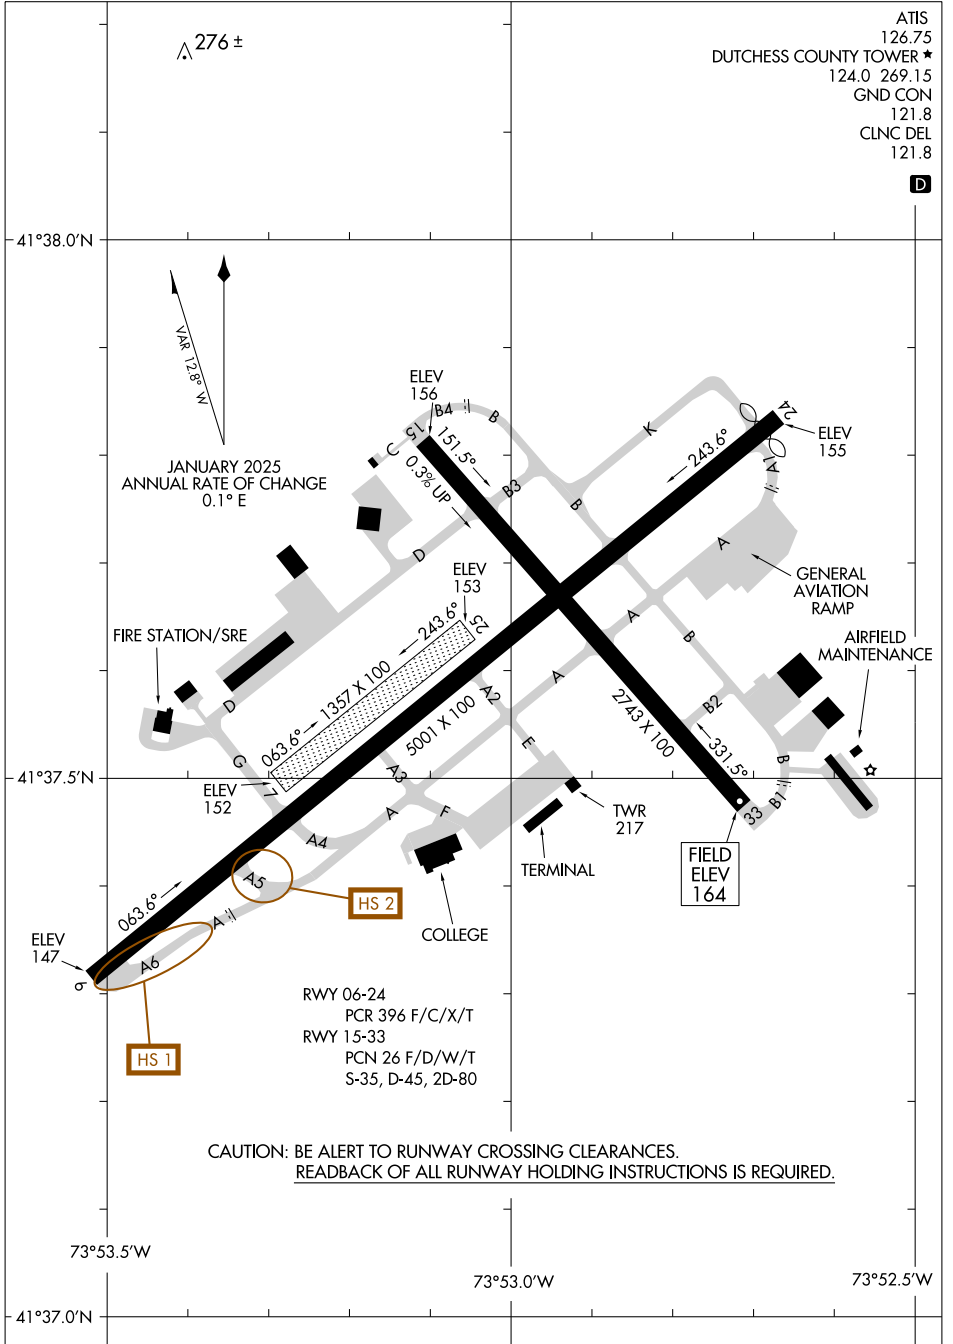 276 ±
ATIS
126.75
DUTCHESS COUNTY TOWER ★
124.0 269.15
GND CON
121.8
CLNC DEL
121.8
D
41°38.0'N
VAR 12.8° W
JANUARY 2025
ANNUAL RATE OF CHANGE
0.1° E
ELEV
156
B4
B
15
C
151.5°
0.3% UP
B3
B
K
24
243.6°
ELEV
155
A1
A
D
ELEV
153
243.6°
25
GENERAL
AVIATION
RAMP
FIRE STATION/SRE
AIRFIELD
MAINTENANCE
A
B
A
1357 X 100
063.6°
D
G
5001 X 100
A2
E
2743 X 100
B2
331.5°
B
B1
33
41°37.5'N
ELEV
152
7
A3
A
F
A4
TWR
217
TERMINAL
FIELD
ELEV
164
A5
HS 2
063.6°
A
COLLEGE
ELEV
147
A6
6
HS 1
RWY 06-24
PCR 396 F/C/X/T
RWY 15-33
PCN 26 F/D/W/T
S-35, D-45, 2D-80
CAUTION: BE ALERT TO RUNWAY CROSSING CLEARANCES.
READBACK OF ALL RUNWAY HOLDING INSTRUCTIONS IS REQUIRED.
73°53.5'W
73°53.0'W
73°52.5'W
41°37.0'N